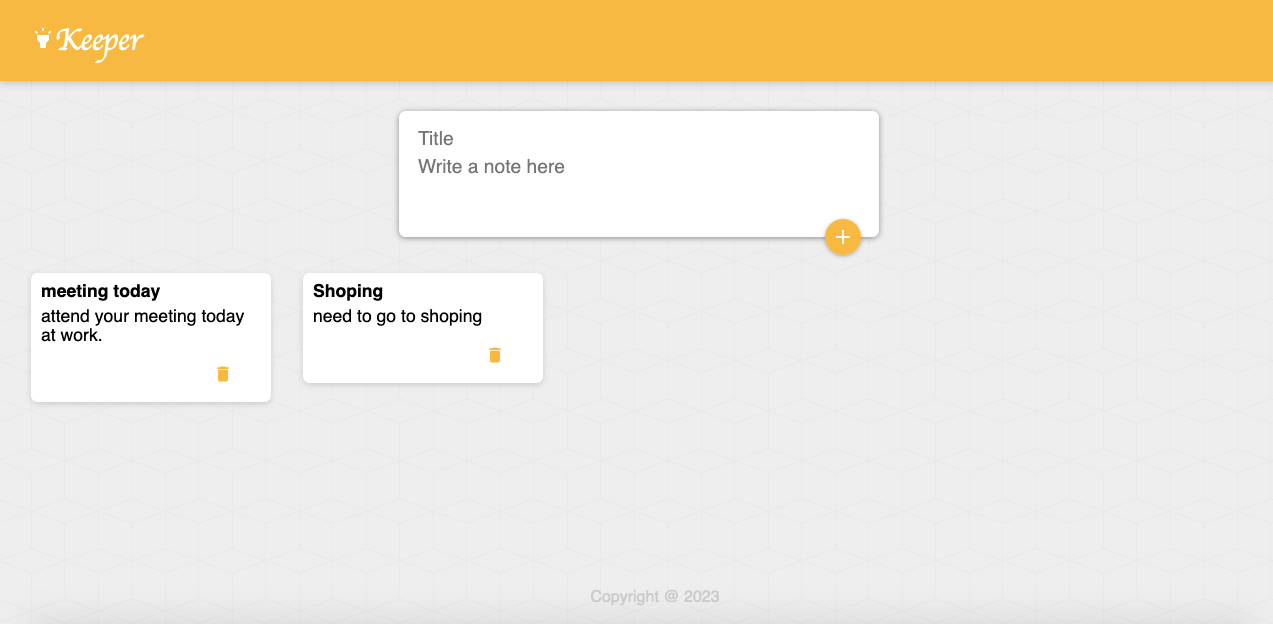 Keeper
Title
Write a note here
meeting today
attend your meeting today
at work.
Shoping
need to go to shoping
Copyright @ 2023